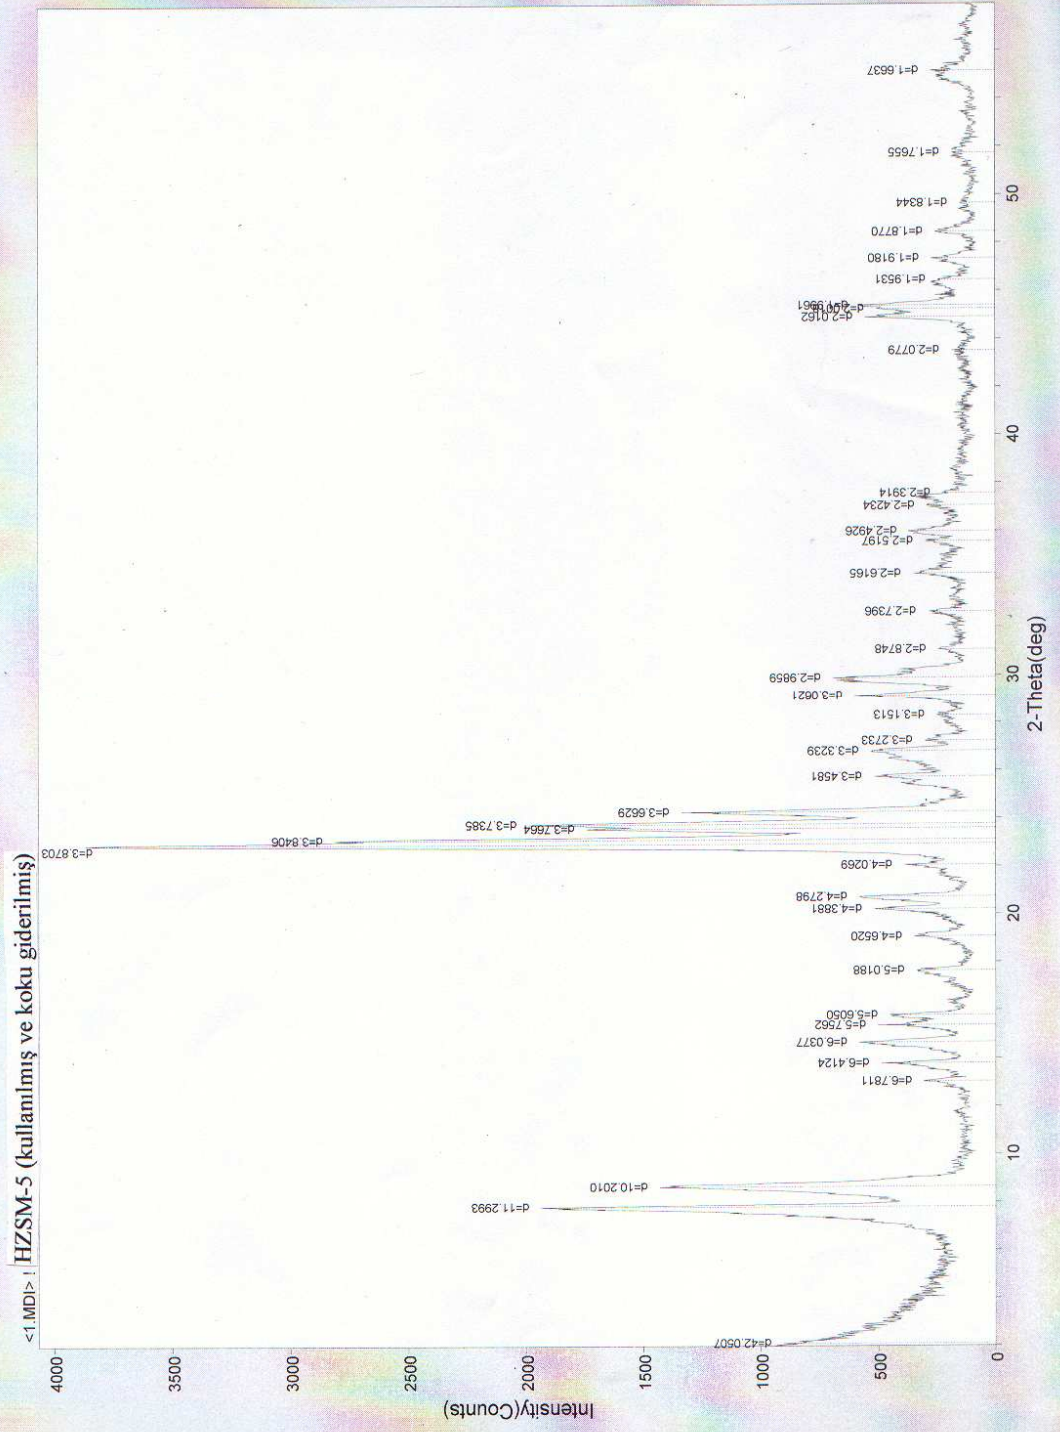 <1.MDI> ! HZSM-5 (kullanılmış ve koku giderilmiş)
Intensity(Counts)
4000
3500
3000
2500
2000
1500
1000
500
0
d=42.0507
d=11.2993
d=10.2010
d=6.7811
d=6.4124
d=6.0377
d=5.7562
d=5.6050
d=5.0188
d=4.6520
d=4.3881
d=4.2798
d=4.0269
d=3.8703
d=3.8406
d=3.7664
d=3.7385
d=3.6629
d=3.4581
d=3.3239
d=3.2733
d=3.1513
d=3.0621
d=2.9859
d=2.8748
d=2.7396
d=2.6165
d=2.5197
d=2.4926
d=2.4234
d=2.3914
d=2.0779
d=2.0162
d=1.9961
d=1.9531
d=1.9180
d=1.8770
d=1.8344
d=1.7655
d=1.6637
10
20
30
40
50
2-Theta(deg)